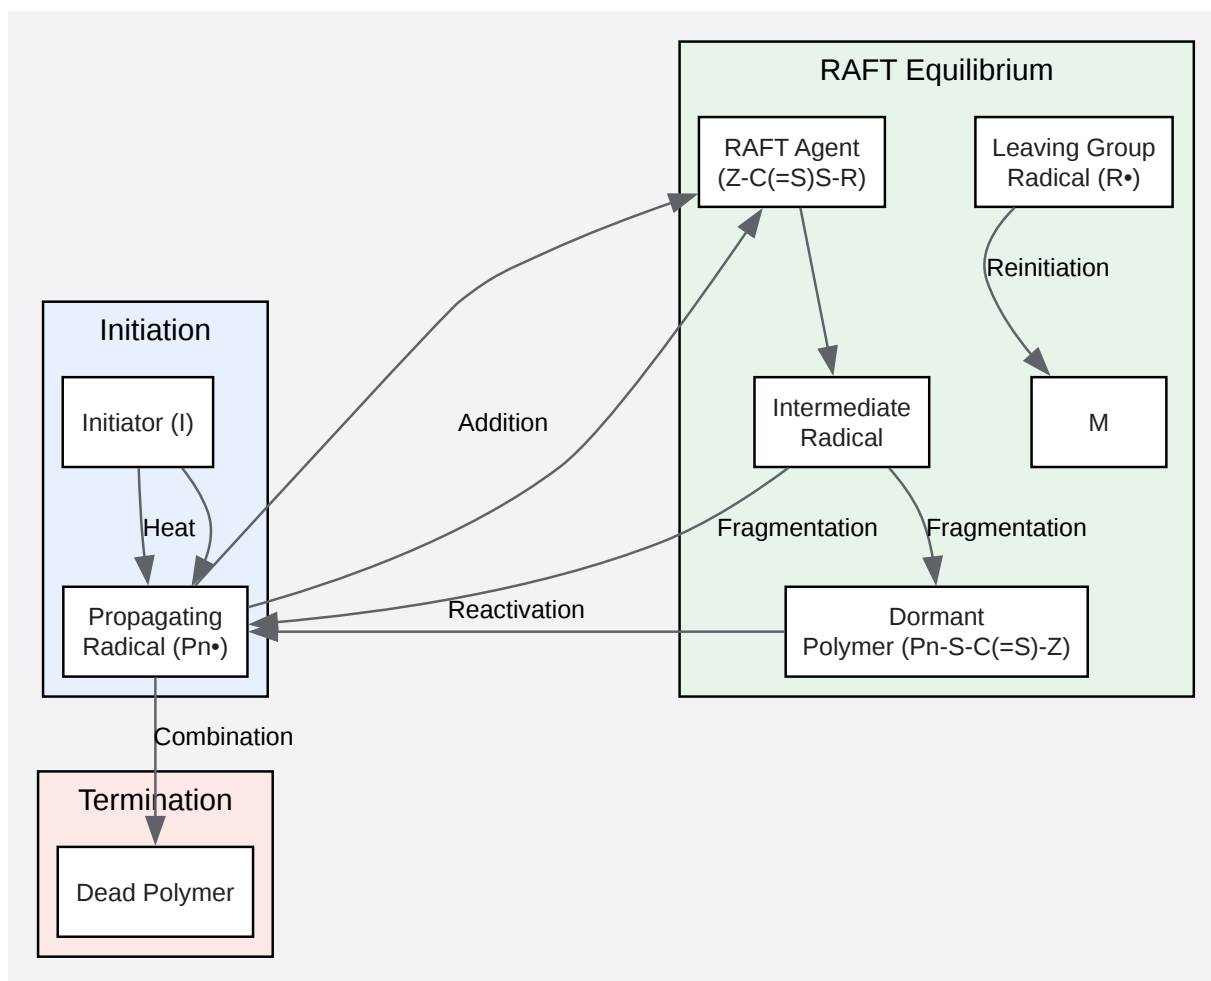 RAFT Equilibrium
RAFT Agent
(Z-C(=S)S-R)
Leaving Group
Radical (R•)
Reinitiation
Initiation
Initiator (I)
Addition
Intermediate
Radical
M
Heat
Fragmentation
Fragmentation
Propagating
Radical (Pn•)
Reactivation
Dormant
Polymer (Pn-S-C(=S)-Z)
Combination
Termination
Dead Polymer